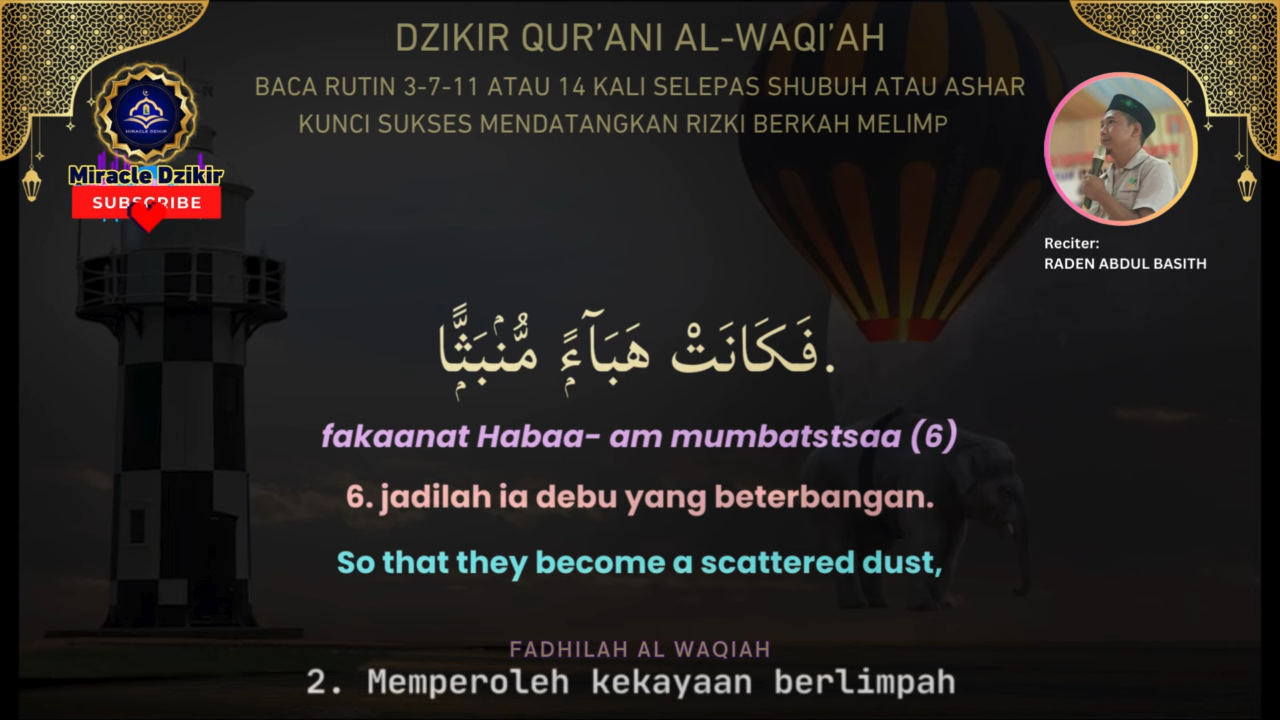 DZIKIR QUR'ANI AL-WAQI'AH
BACA RUTIN 3-7-11 ATAU 14 KALI SELEPAS SHUBUH ATAU ASHAR
KUNCI SUKSES MENDATANGKAN RIZKI BERKAH MELIMP
MIRACLE DZIKIR
Miracle Dzikir
SUBSCRIBE
Reciter:
RADEN ABDUL BASITH
فَكَانَتْ هَبَآءًۭ مُّنۢبَثًّۭا.
fakaanat Habaa- am mumbatstsaa (6)
6. jadilah ia debu yang beterbangan.
So that they become a scattered dust,
FADHILAH AL WAQIAH
2. Memperoleh kekayaan berlimpah